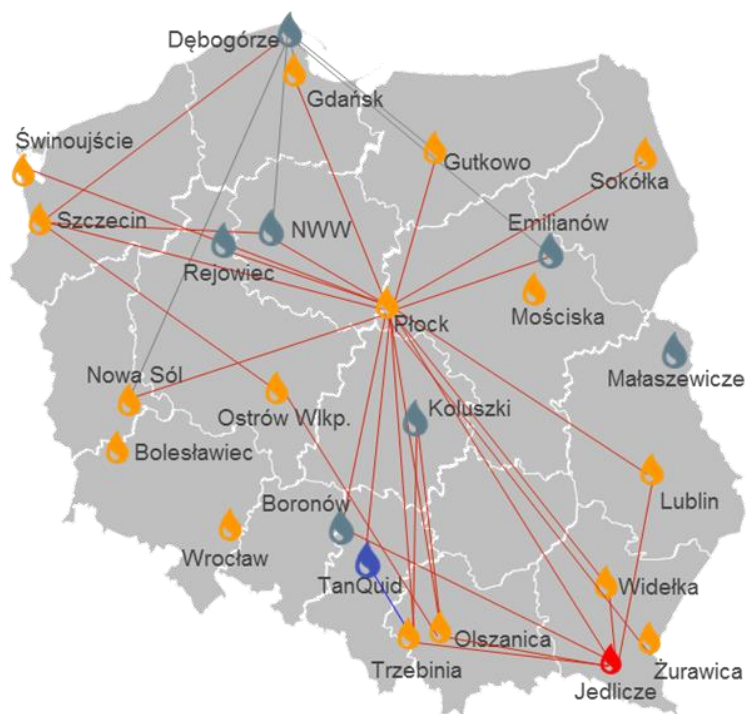 Dębogórze
Gdańsk
Świnoujście
Gutkowo
Sokółka
Szczecin
NWW
Emilianów
Rejowiec
Mościska
Płock
Małaszewicze
Nowa Sól
Ostrów Wlkp.
Koluszki
Bolesławiec
Lublin
Boronów
Wrocław
TanQuid
Widełka
Olszanica
Trzebinia
Żurawica
Jedlicze